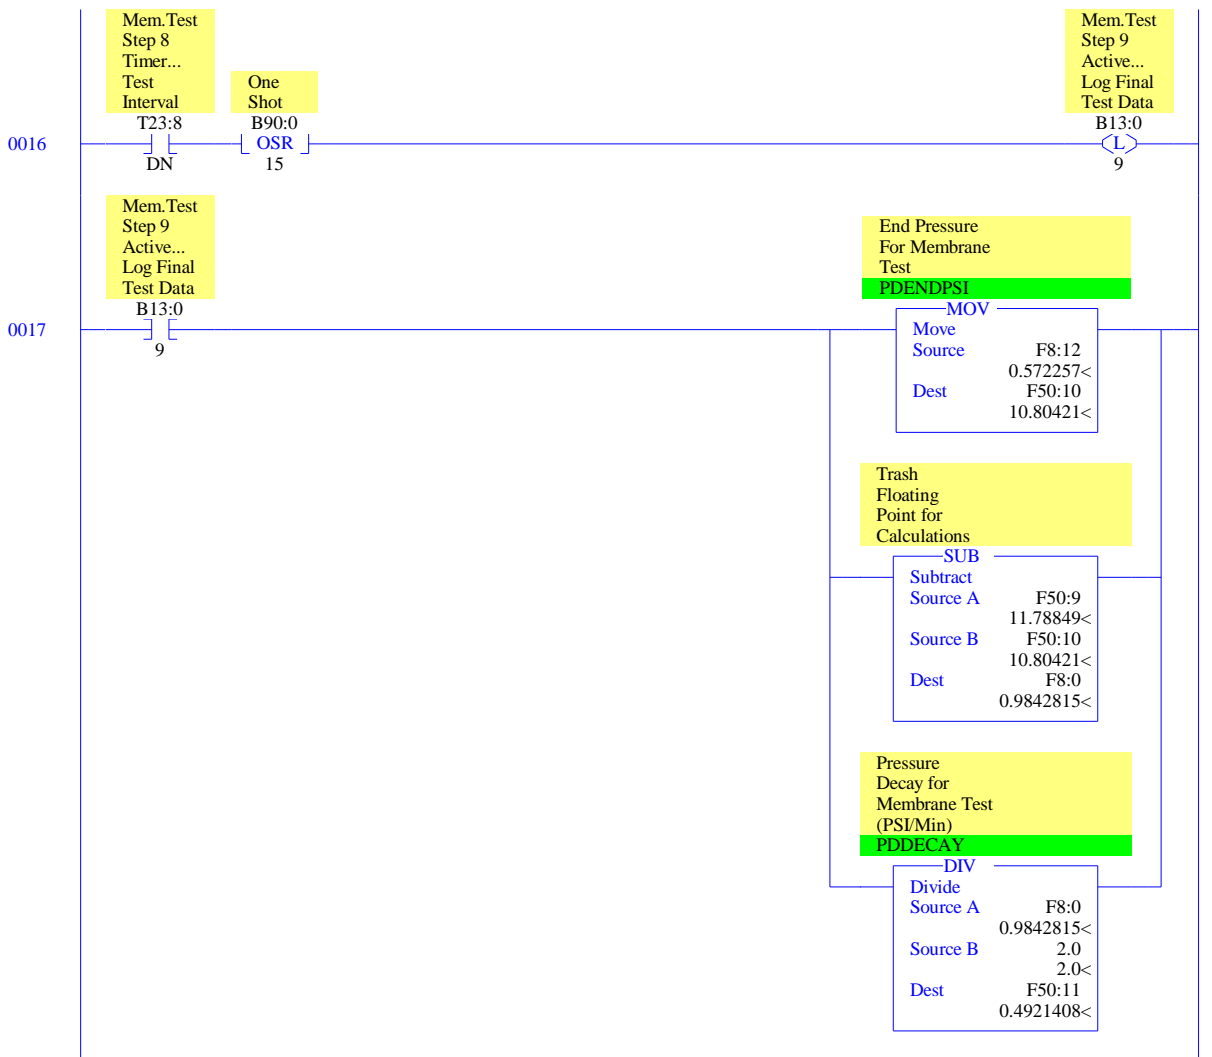 Mem.Test
Step 8
Timer...
Test
Interval
T23:8
DN
One
Shot
B90:0
OSR
15
Mem.Test
Step 9
Active...
Log Final
Test Data
B13:0
L
9
0016
Mem.Test
Step 9
Active...
Log Final
Test Data
B13:0
9
0017
End Pressure
For Membrane
Test
PDENDPSI
MOV
Move
Source F8:12
0.572257<
Dest F50:10
10.80421<
Trash
Floating
Point for
Calculations
SUB
Subtract
Source A F50:9
11.78849<
Source B F50:10
10.80421<
Dest F8:0
0.9842815<
Pressure
Decay for
Membrane Test
(PSI/Min)
PDDECAY
DIV
Divide
Source A F8:0
0.9842815<
Source B 2.0
2.0<
Dest F50:11
0.4921408<